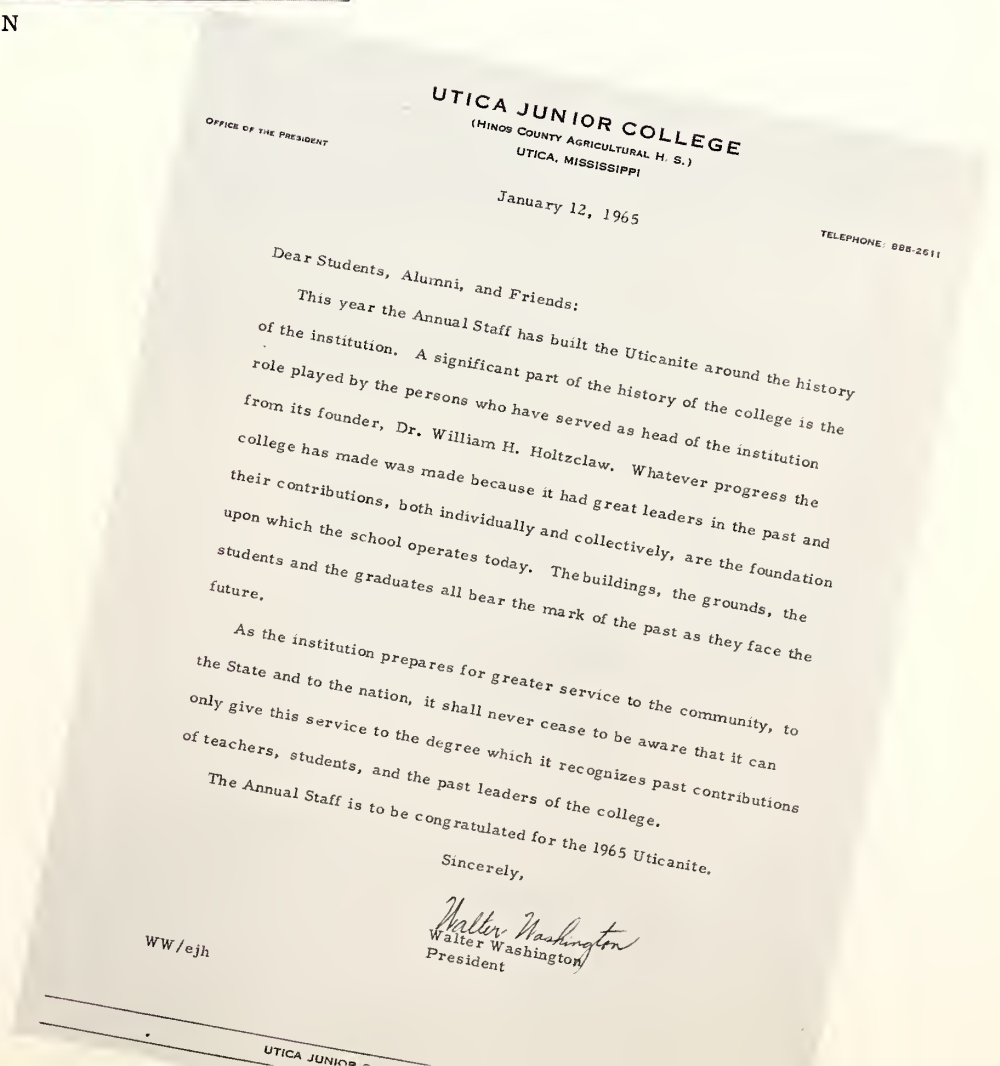 N
UTICA JUNIOR COLLEGE
(HINDS COUNTY AGRICULTURAL H. S.)
UTICA, MISSISSIPPI
OFFICE OF THE PRESIDENT
January 12, 1965
TELEPHONE: 885-2611
Dear Students, Alumni, and Friends:
This year the Annual Staff has built the Uticanite around the history
of the institution. A significant part of the history of the college is the
role played by the persons who have served as head of the institution
from its founder, Dr. William H. Holtzclaw. Whatever progress the
college has made was made because it had great leaders in the past and
their contributions, both individually and collectively, are the foundation
upon which the school operates today. The buildings, the grounds, the
students and the graduates all bear the mark of the past as they face the
future.
As the institution prepares for greater service to the community, to
the State and to the nation, it shall never cease to be aware that it can
only give this service to the degree which it recognizes past contributions
of teachers, students, and the past leaders of the college.
The Annual Staff is to be congratulated for the 1965 Uticanite.
Sincerely,
Walter Washington
Walter Washington
President
WW/ejh
UTICA JUNIOR